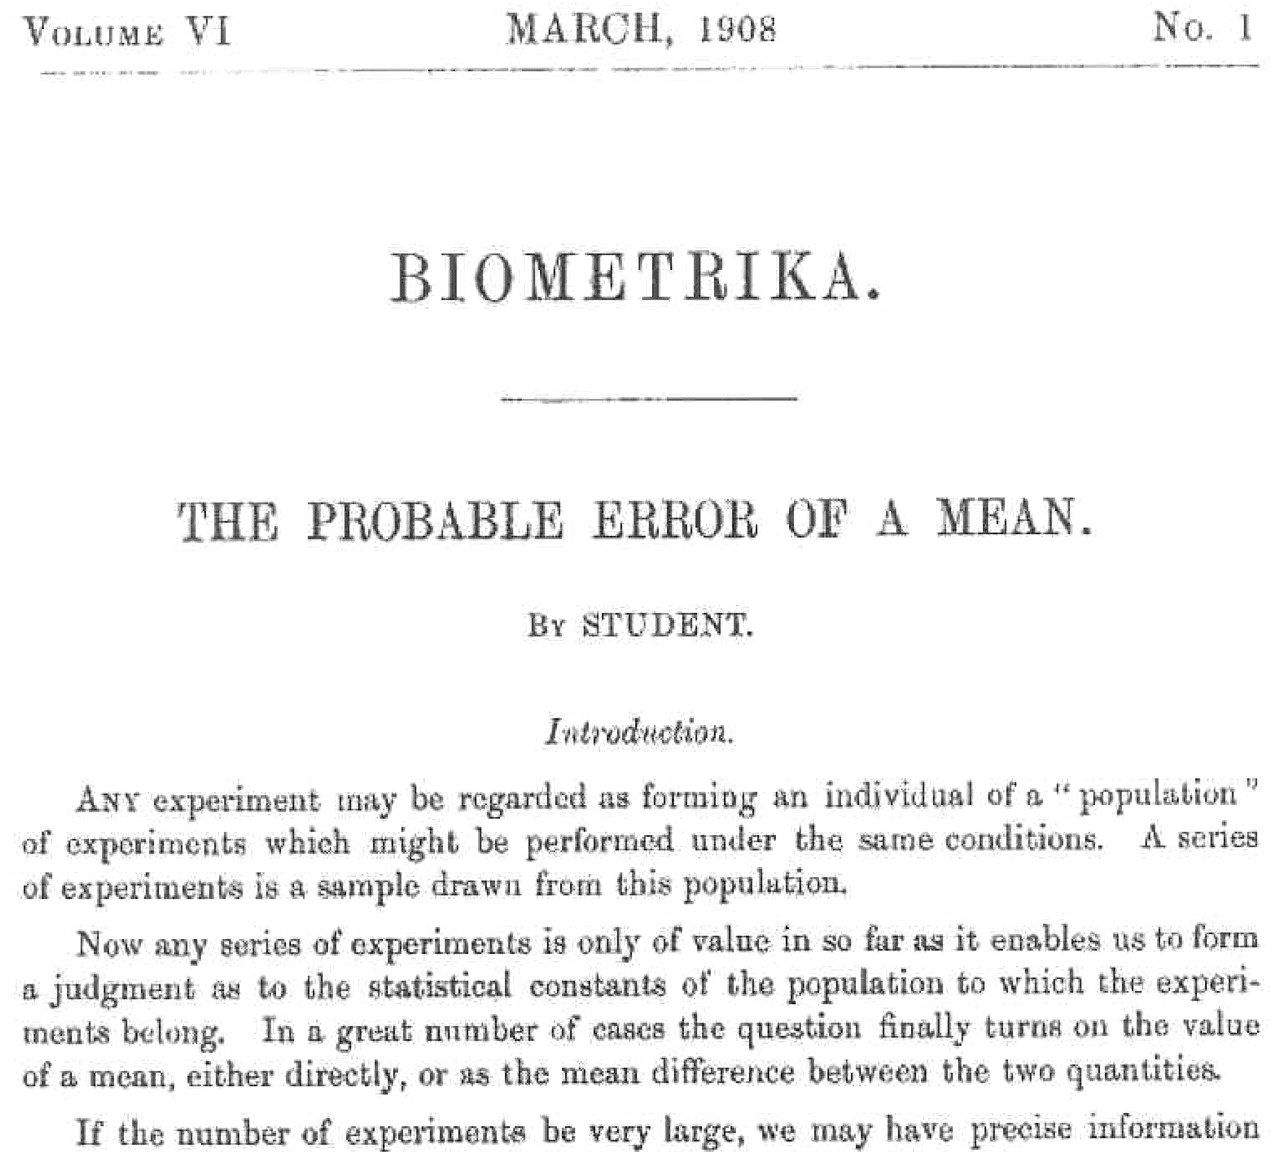 VOLUME VI MARCH, 1908 No. 1
BIOMETRIKA.
THE PROBABLE ERROR OF A MEAN.
BY STUDENT.
Introduction.
ANY experiment may be regarded as forming an individual of a "population"
of experiments which might be performed under the same conditions. A series
of experiments is a sample drawn from this population.
Now any series of experiments is only of value in so far as it enables us to form
a judgment as to the statistical constants of the population to which the experi-
ments belong. In a great number of cases the question finally turns on the value
of a mean, either directly, or as the mean difference between the two quantities.
If the number of experiments be very large, we may have precise information